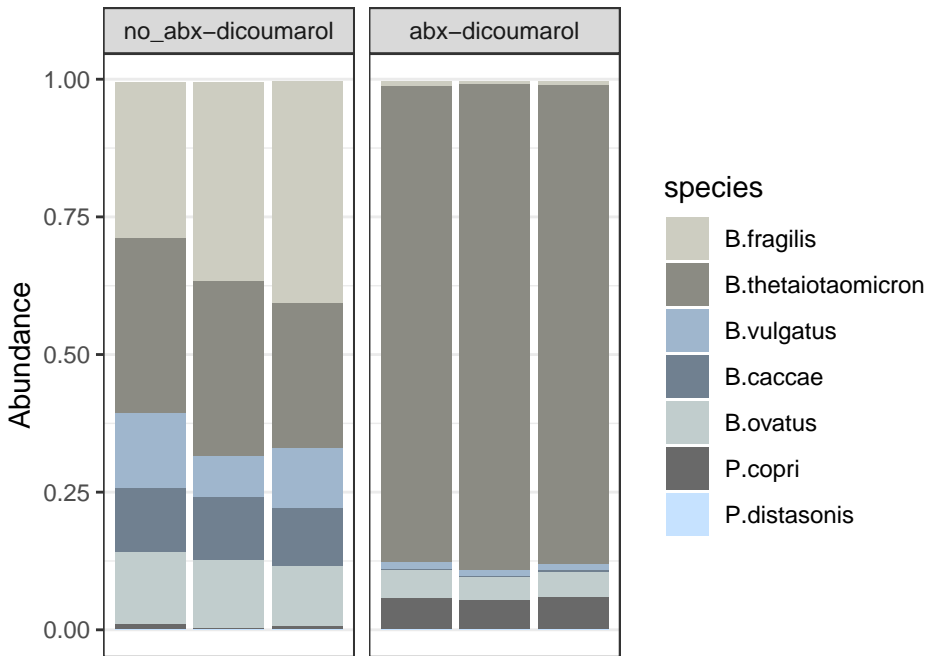 no_abx−dicoumarol
abx−dicoumarol
1.00
0.75
0.50
0.25
0.00
Abundance
species
B.fragilis
B.thetaiotaomicron
B.vulgatus
B.caccae
B.ovatus
P.copri
P.distasonis